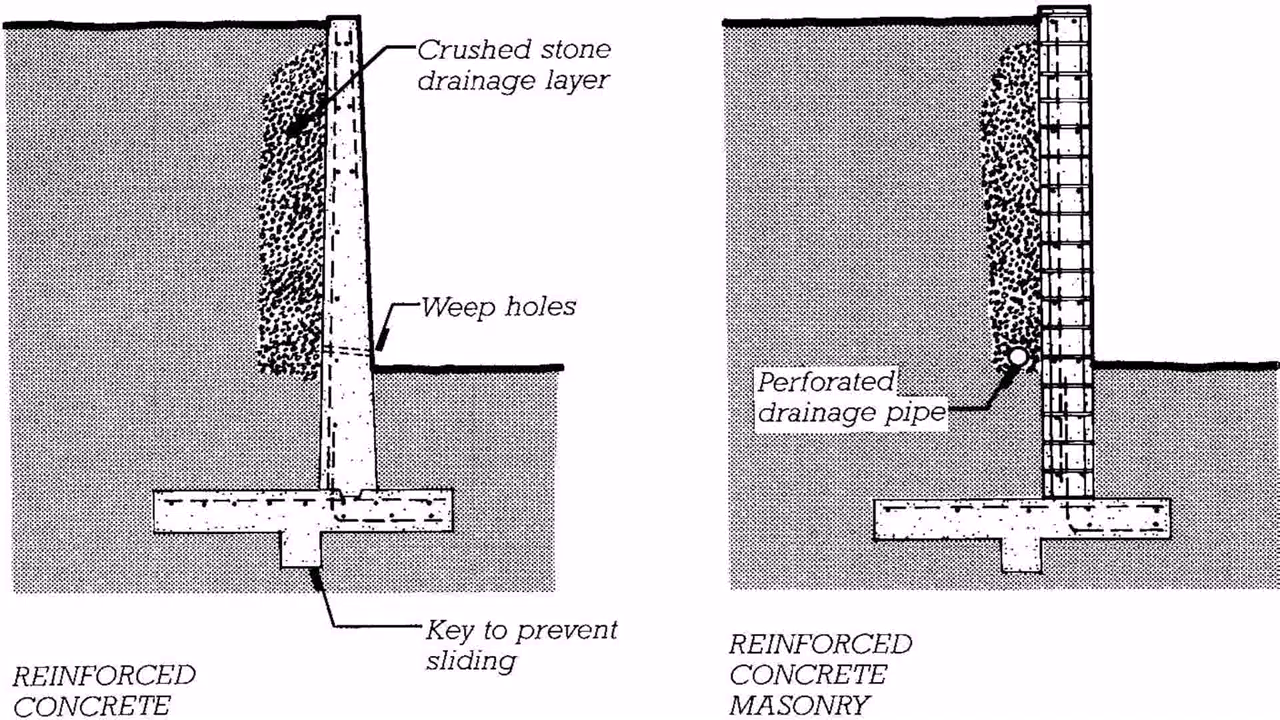 Crushed stone
drainage layer
Weep holes
Perforated
drainage pipe
Key to prevent
sliding
REINFORCED
CONCRETE
REINFORCED
CONCRETE
MASONRY